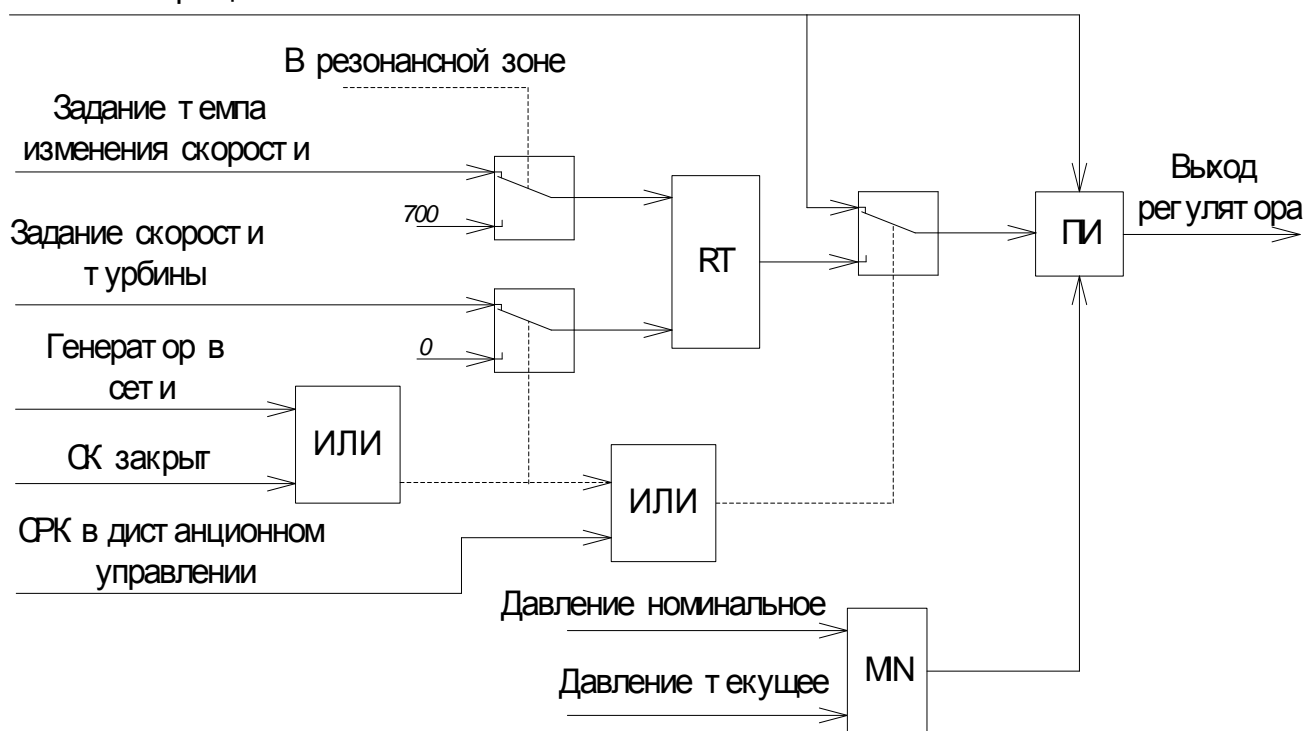 В резонансной зоне
Задание темпа
изменения скорости
700
Задание скорости
турбины
0
RT
ПИ
Выход
регулятора
Генератор в
сети
ИЛИ
СК закрыт
ИЛИ
СРК в дистанционном
управлении
Давление номинальное
MN
Давление текущее